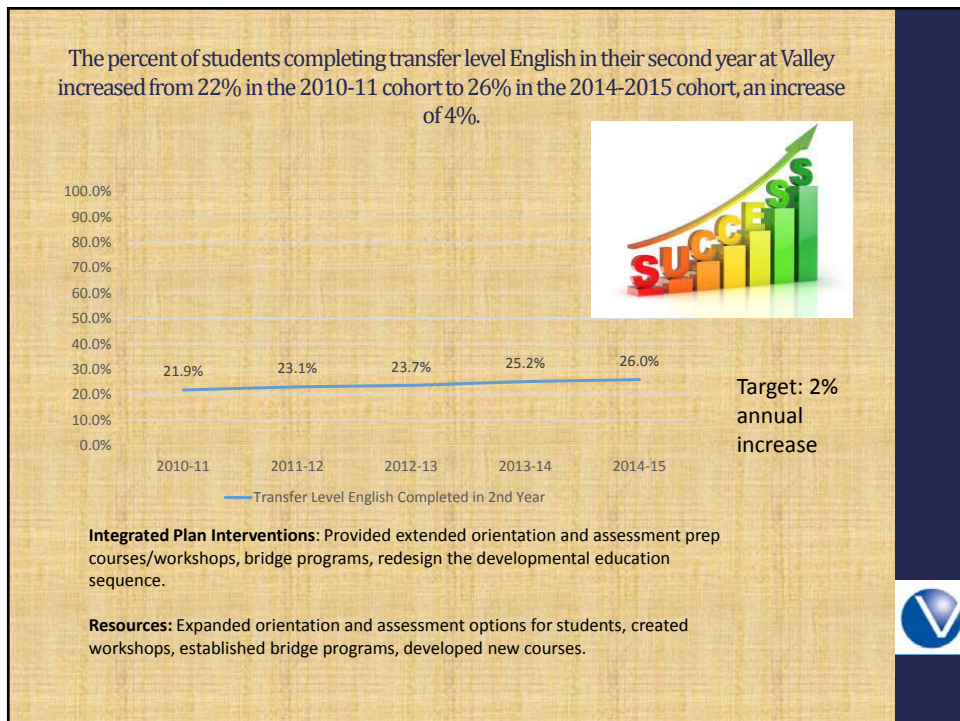 The percent of students completing transfer level English in their second year at Valley
increased from 22% in the 2010-11 cohort to 26% in the 2014-2015 cohort, an increase
of 4%.
SUCCESS
100.0%
90.0%
80.0%
70.0%
60.0%
50.0%
40.0%
30.0%
20.0%
10.0%
0.0%
21.9% 23.1% 23.7% 25.2% 26.0%
2010-11 2011-12 2012-13 2013-14 2014-15
Transfer Level English Completed in 2nd Year
Target: 2%
annual
increase
Integrated Plan Interventions: Provided extended orientation and assessment prep
courses/workshops, bridge programs, redesign the developmental education
sequence.
Resources: Expanded orientation and assessment options for students, created
workshops, established bridge programs, developed new courses.
V